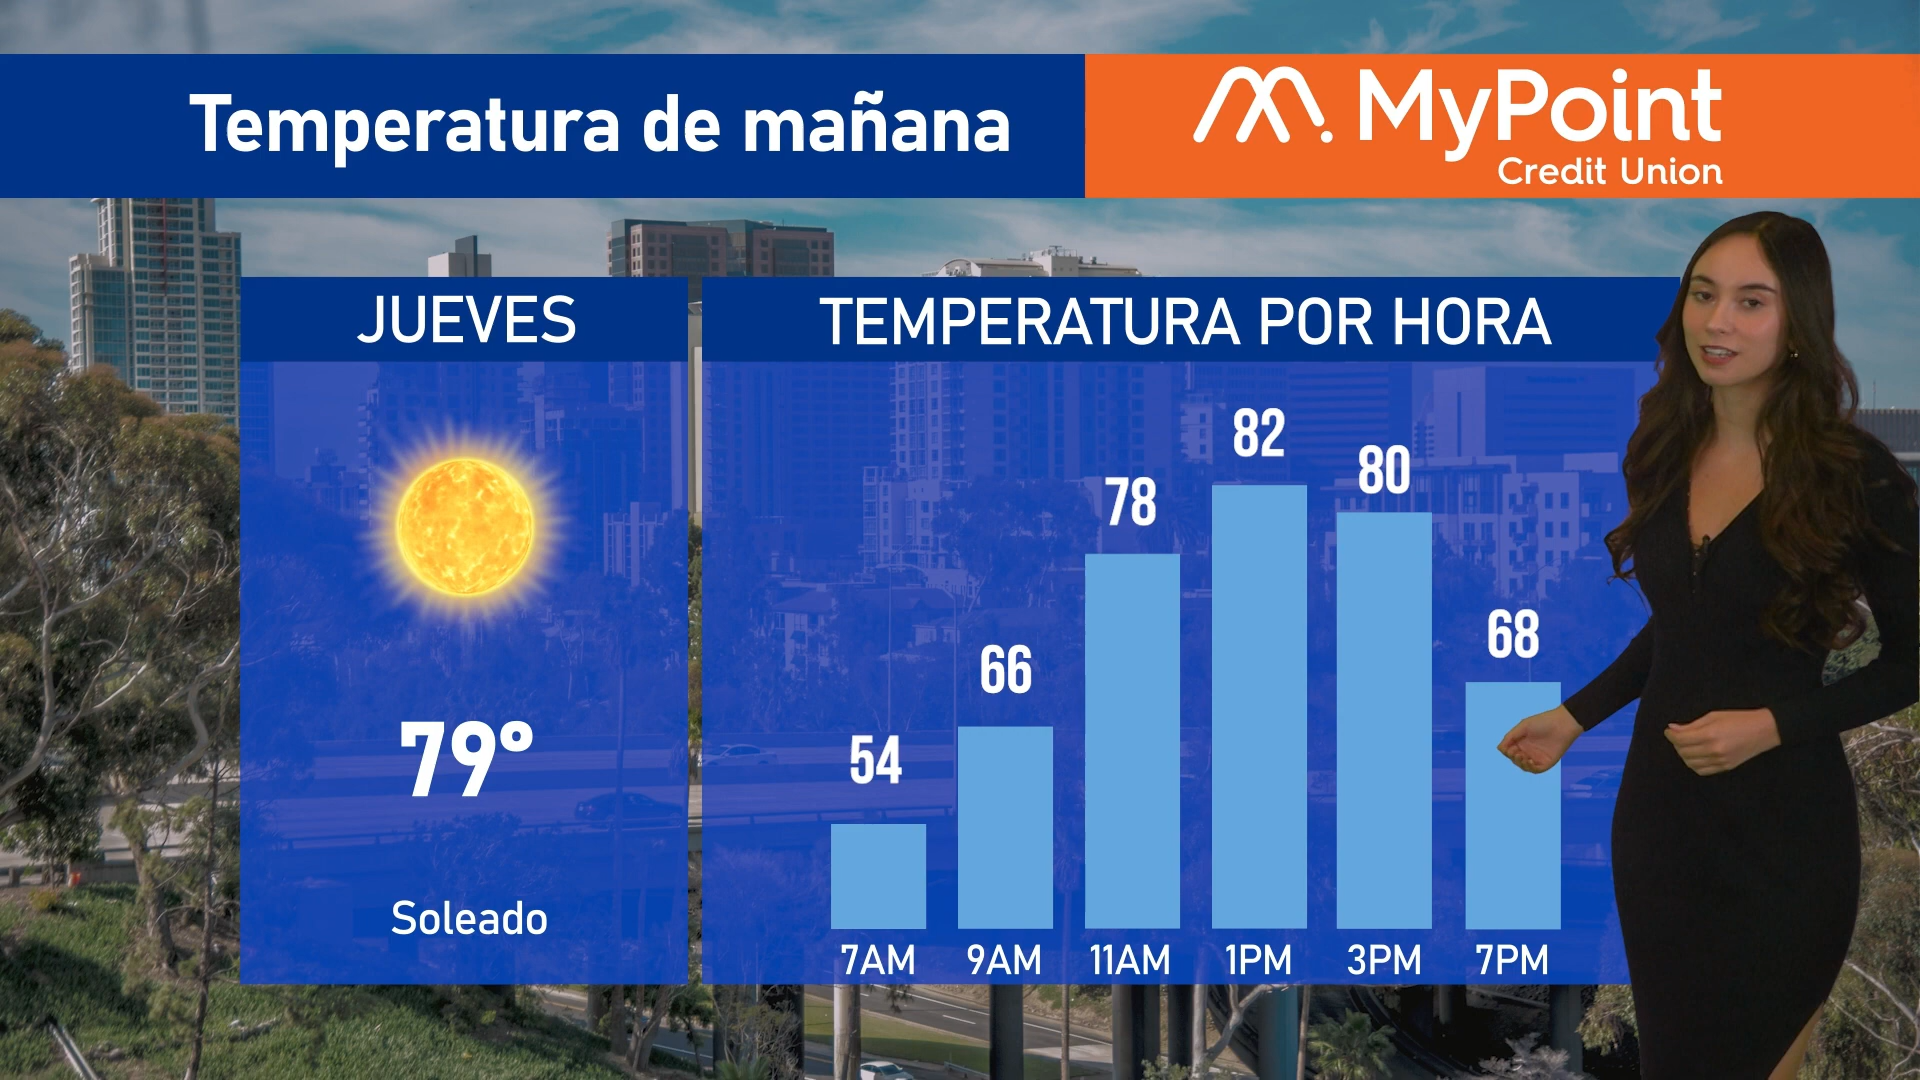 Temperatura de mañana
MyPoint
Credit Union
JUEVES
79°
Soleado
TEMPERATURA POR HORA
54 66 78 82 80 68
7AM 9AM 11AM 1PM 3PM 7PM